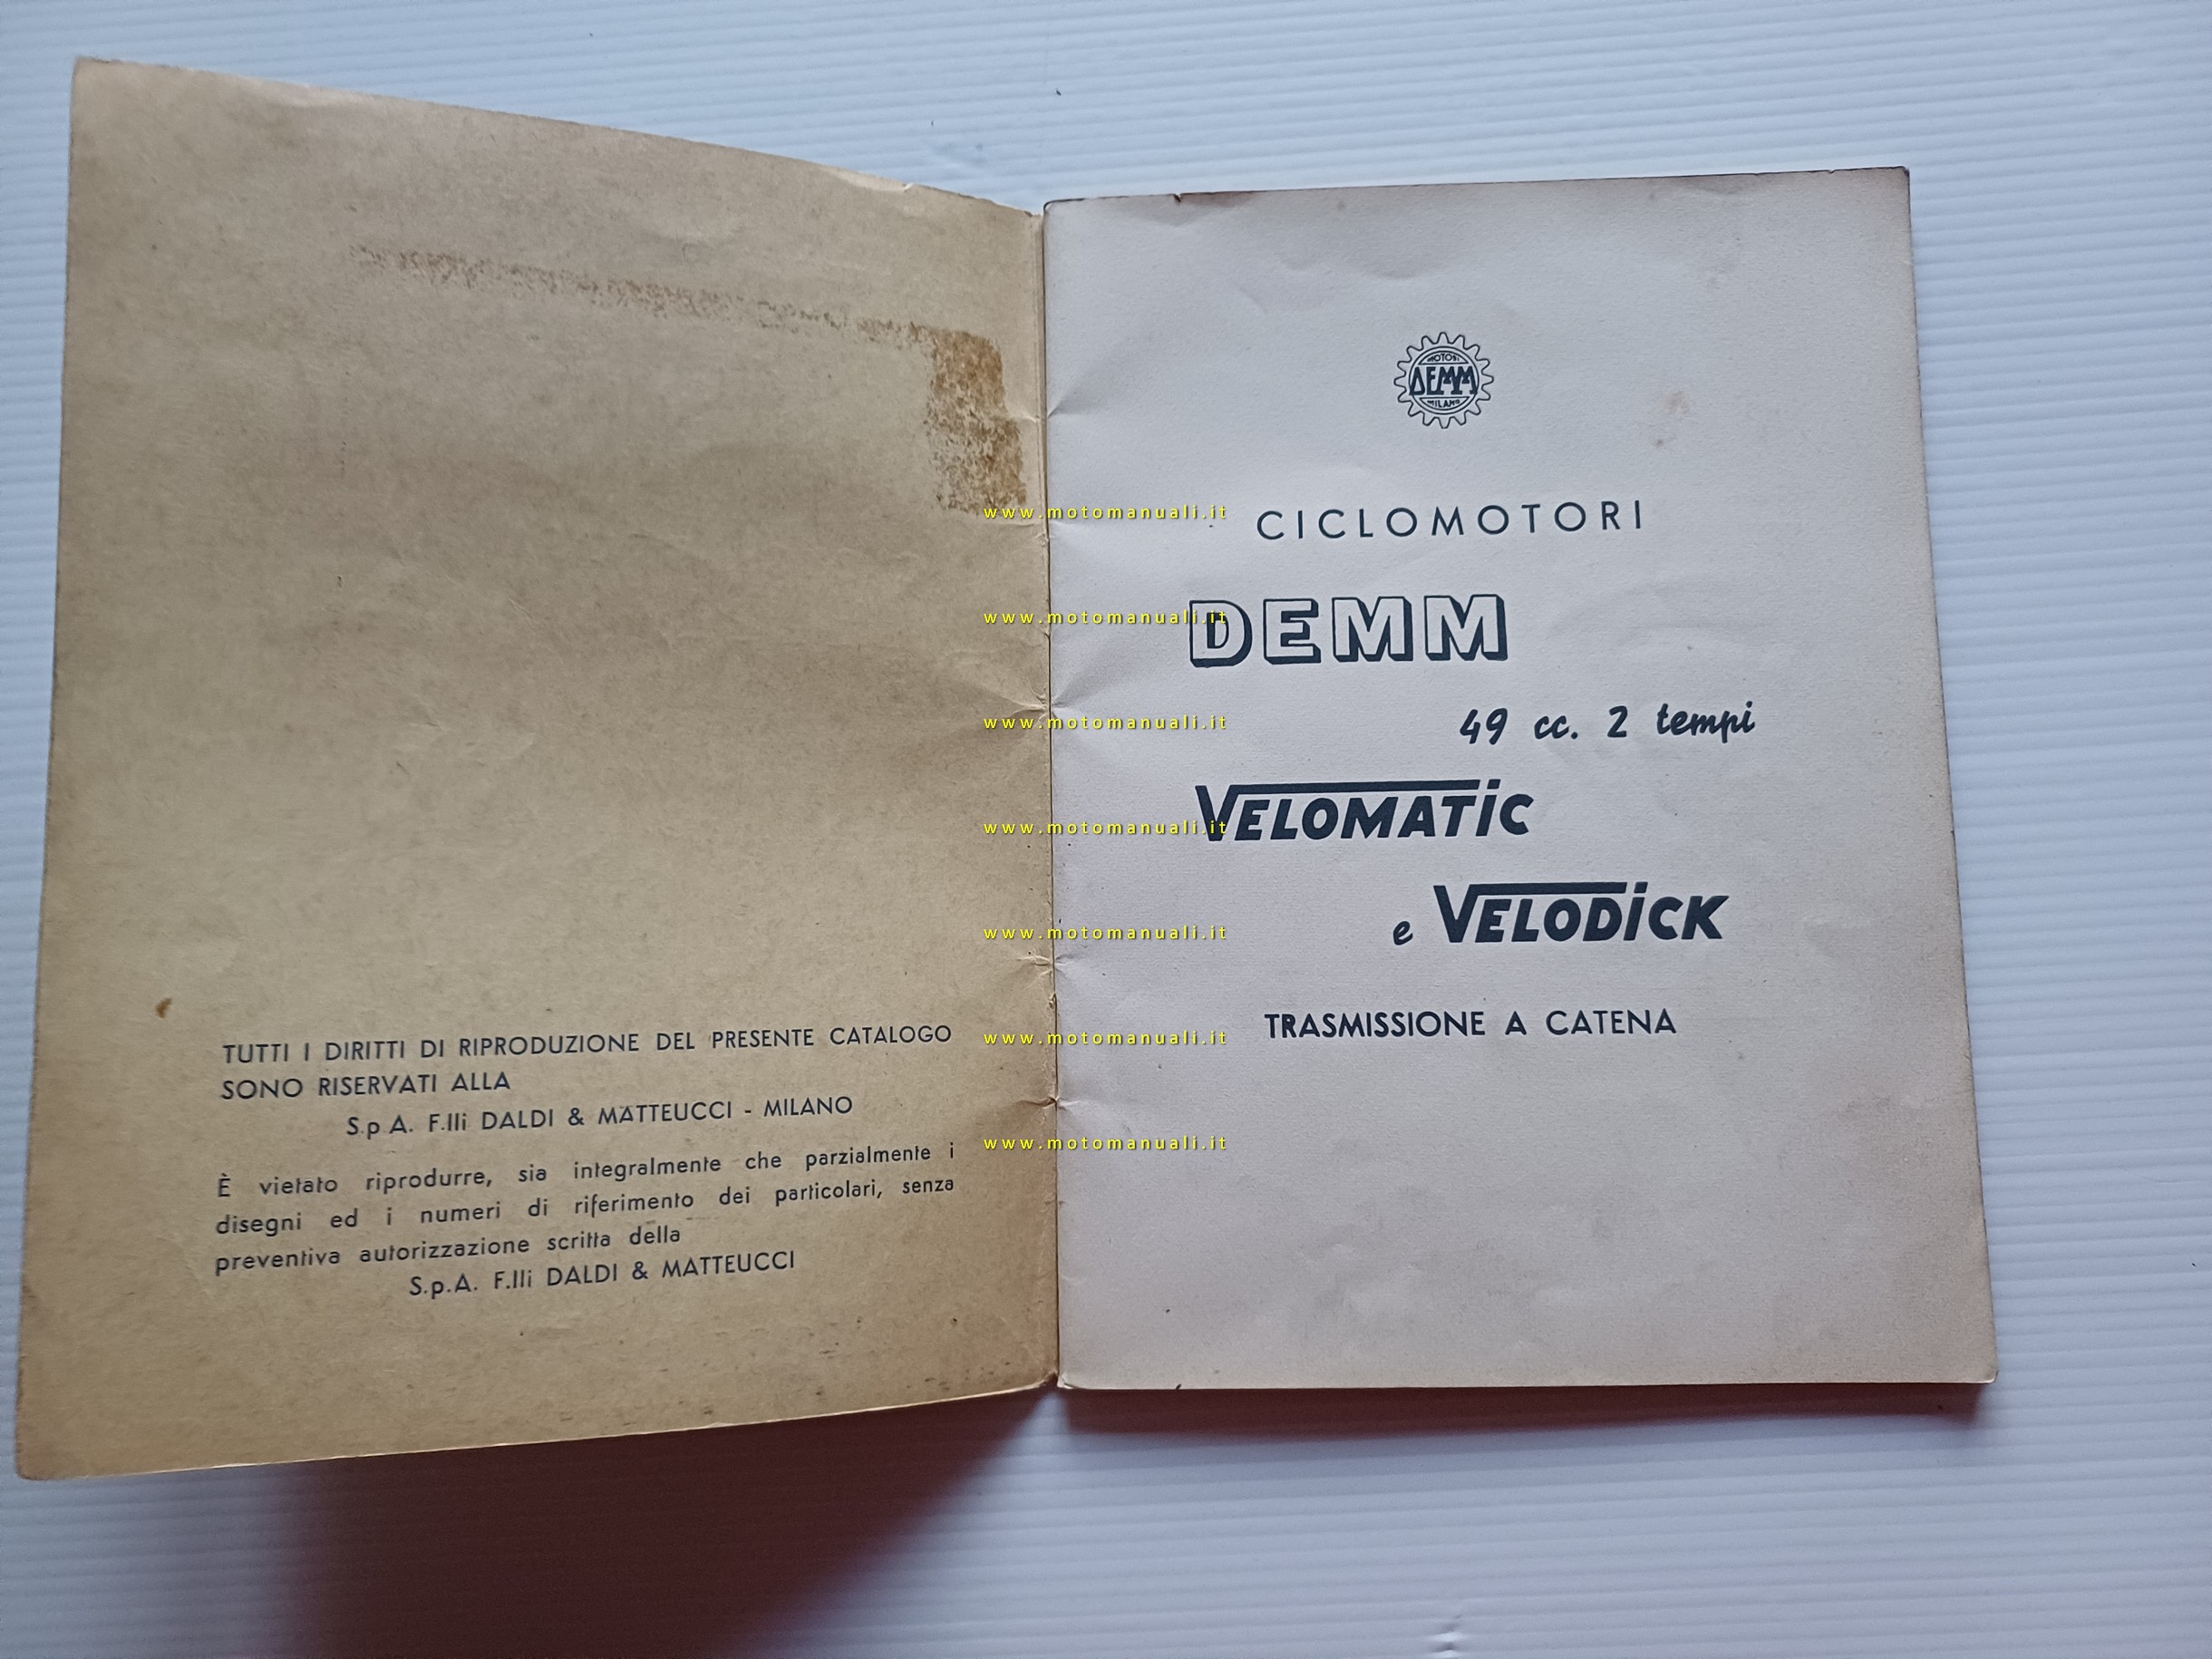 TUTTI I DIRITTI DI RIPRODUZIONE DEL PRESENTE CATALOGO
SONO RISERVATI ALLA
S.p.A. F.lli DALDI & MATTEUCCI - MILANO
È vietato riprodurre, sia integralmente che parzialmente i
disegni ed i numeri di riferimento dei particolari, senza
preventiva autorizzazione scritta della
S.p.A. F.lli DALDI & MATTEUCCI
MOTORI
DEMM
MILANO
CICLOMOTORI
DEMM
49 cc. 2 tempi
VELOMATIC
e VELODICK
TRASMISSIONE A CATENA
www.motomanuali.it
www.motomanuali.it
www.motomanuali.it
www.motomanuali.it
www.motomanuali.it
www.motomanuali.it
www.motomanuali.it